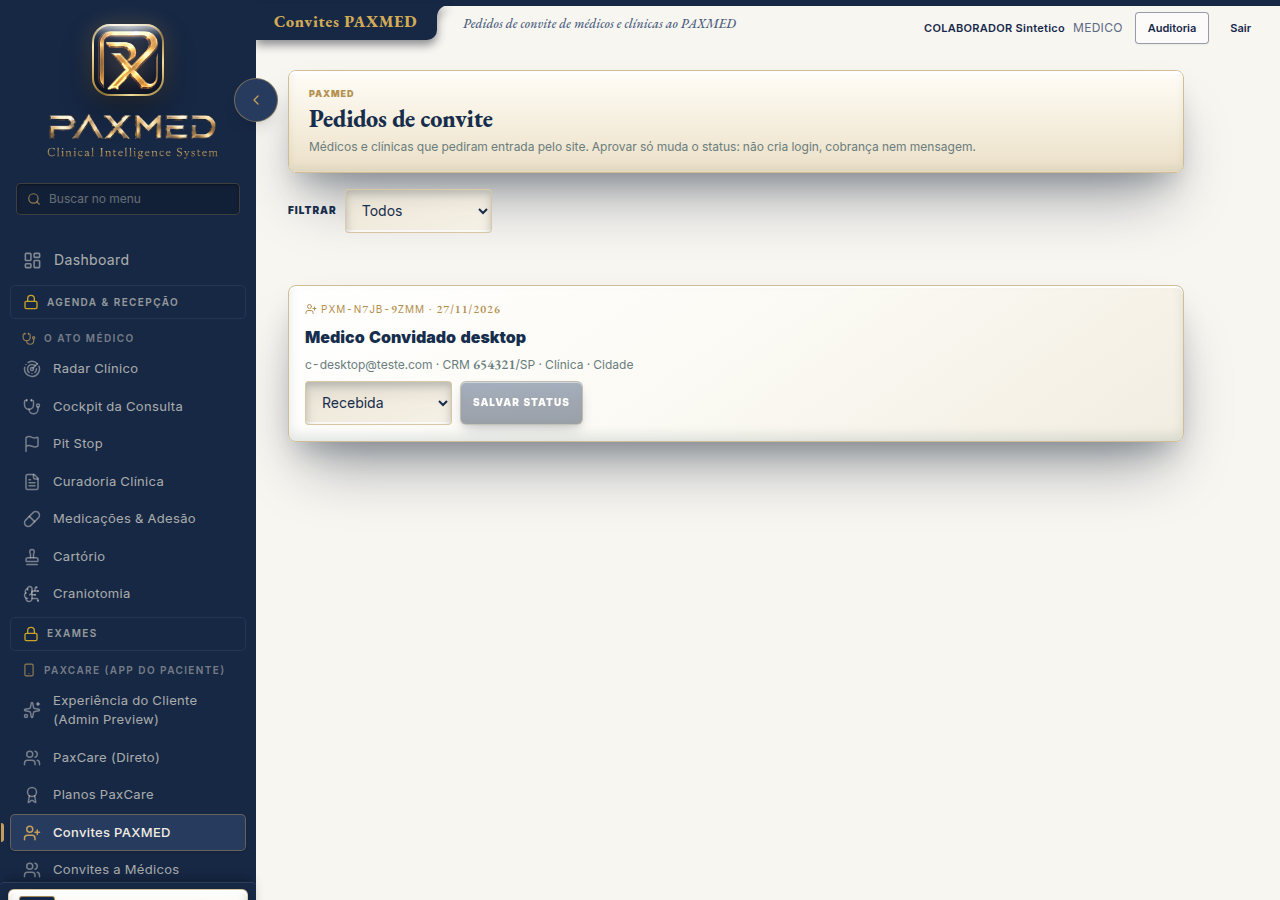 PAXMED
Clinical Intelligence System
Buscar no menu
Dashboard
AGENDA & RECEPÇÃO
O ATO MÉDICO
Radar Clínico
Cockpit da Consulta
Pit Stop
Curadoria Clínica
Medicações & Adesão
Cartório
Craniotomia
EXAMES
PAXCARE (APP DO PACIENTE)
Experiência do Cliente
(Admin Preview)
PaxCare (Direto)
Planos PaxCare
Convites PAXMED
Convites a Médicos
Convites PAXMED
Pedidos de convite de médicos e clínicas ao PAXMED
COLABORADOR Sintetico MEDICO Auditoria Sair
PAXMED
Pedidos de convite
Médicos e clínicas que pediram entrada pelo site. Aprovar só muda o status: não cria login, cobrança nem mensagem.
FILTRAR Todos
PXM-N7JB-9ZMM · 27/11/2026
Medico Convidado desktop
c-desktop@teste.com · CRM 654321/SP · Clínica · Cidade
Recebida SALVAR STATUS